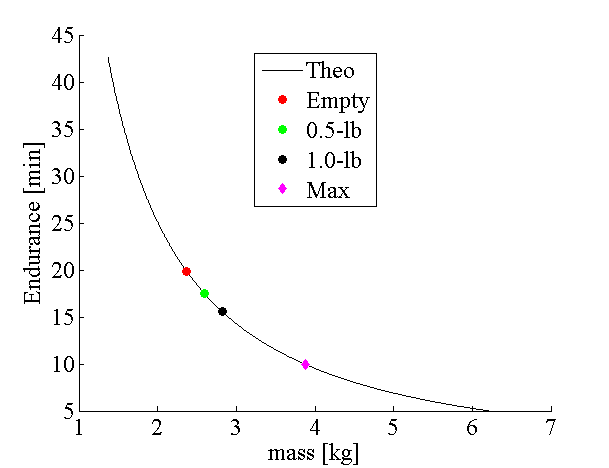 45
40
35
30
25
20
15
10
5
Endurance [min]
Theo
Empty
0.5-lb
1.0-lb
Max
1 2 3 4 5 6 7
mass [kg]